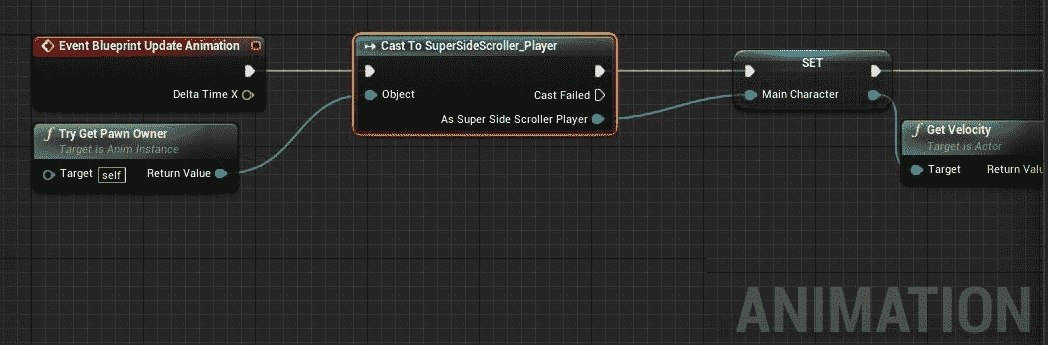 Event Blueprint Update Animation
Delta Time X
Try Get Pawn Owner
Target is Anim Instance
Target self Return Value
Cast To SuperSideScroller_Player
Object
Cast Failed
As Super Side Scroller Player
SET
Main Character
Get Velocity
Target is Actor
Target Return Valu
ANIMATION